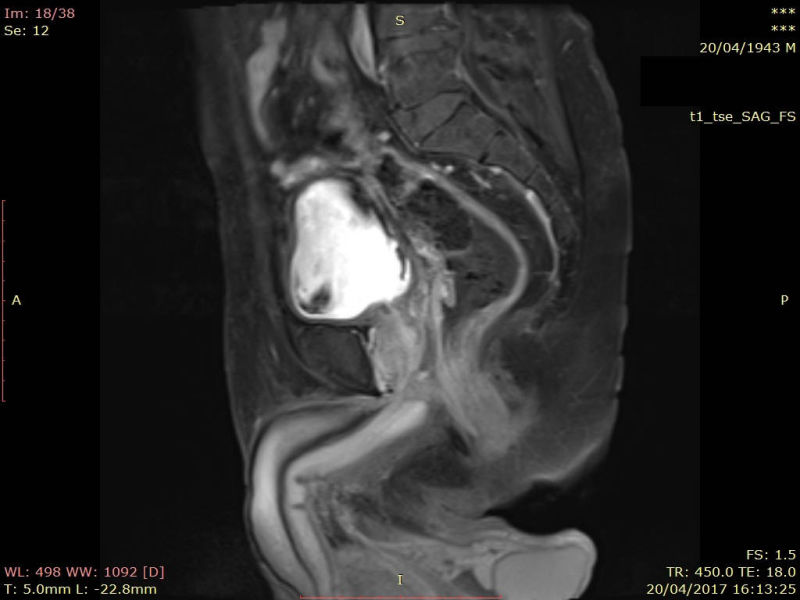 Im: 18/38
Se: 12
S
***
***
20/04/1943 M
t1_tse_SAG_FS
A
P
WL: 498 WW: 1092 [D]
T: 5.0mm L: -22.8mm
I
FS: 1.5
TR: 450.0 TE: 18.0
20/04/2017 16:13:25